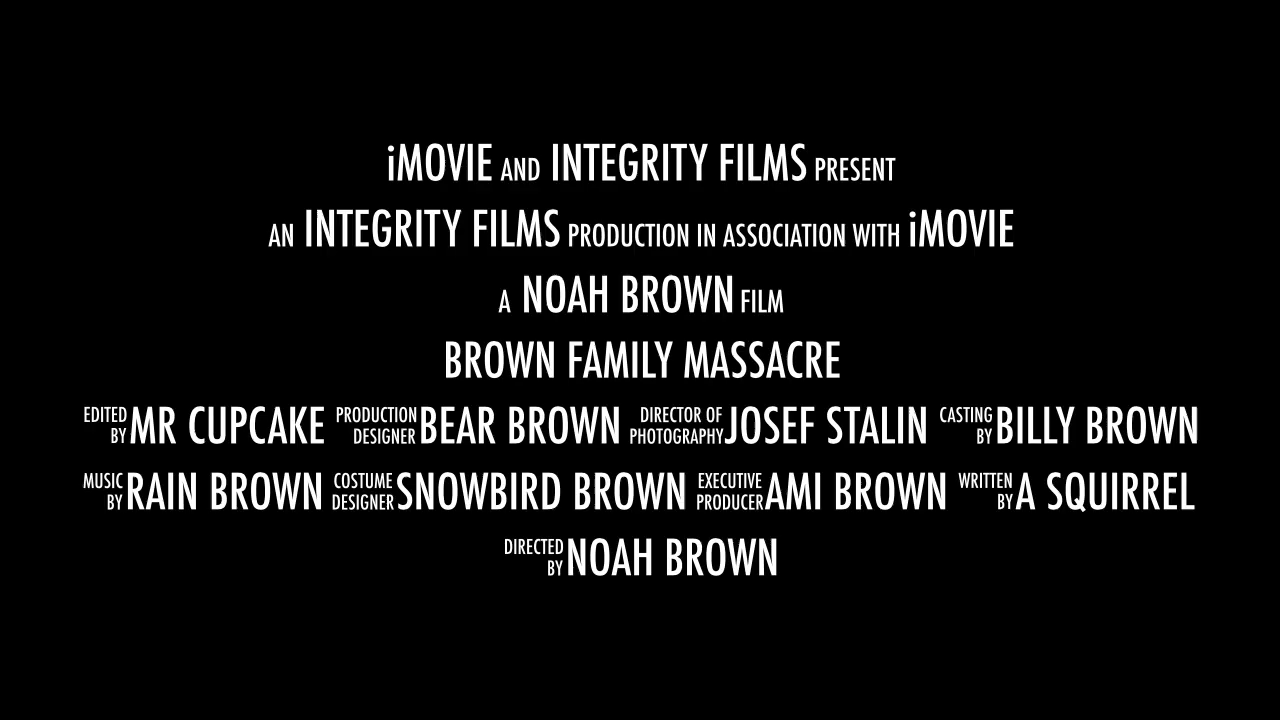 iMOVIE AND INTEGRITY FILMS PRESENT
AN INTEGRITY FILMS PRODUCTION IN ASSOCIATION WITH iMOVIE
A NOAH BROWN FILM
BROWN FAMILY MASSACRE
EDITED BY MR CUPCAKE PRODUCTION DESIGNER BEAR BROWN DIRECTOR OF PHOTOGRAPHY JOSEF STALIN CASTING BY BILLY BROWN
MUSIC BY RAIN BROWN COSTUME DESIGNER SNOWBIRD BROWN EXECUTIVE PRODUCER AMI BROWN WRITTEN BY A SQUIRREL
DIRECTED BY NOAH BROWN